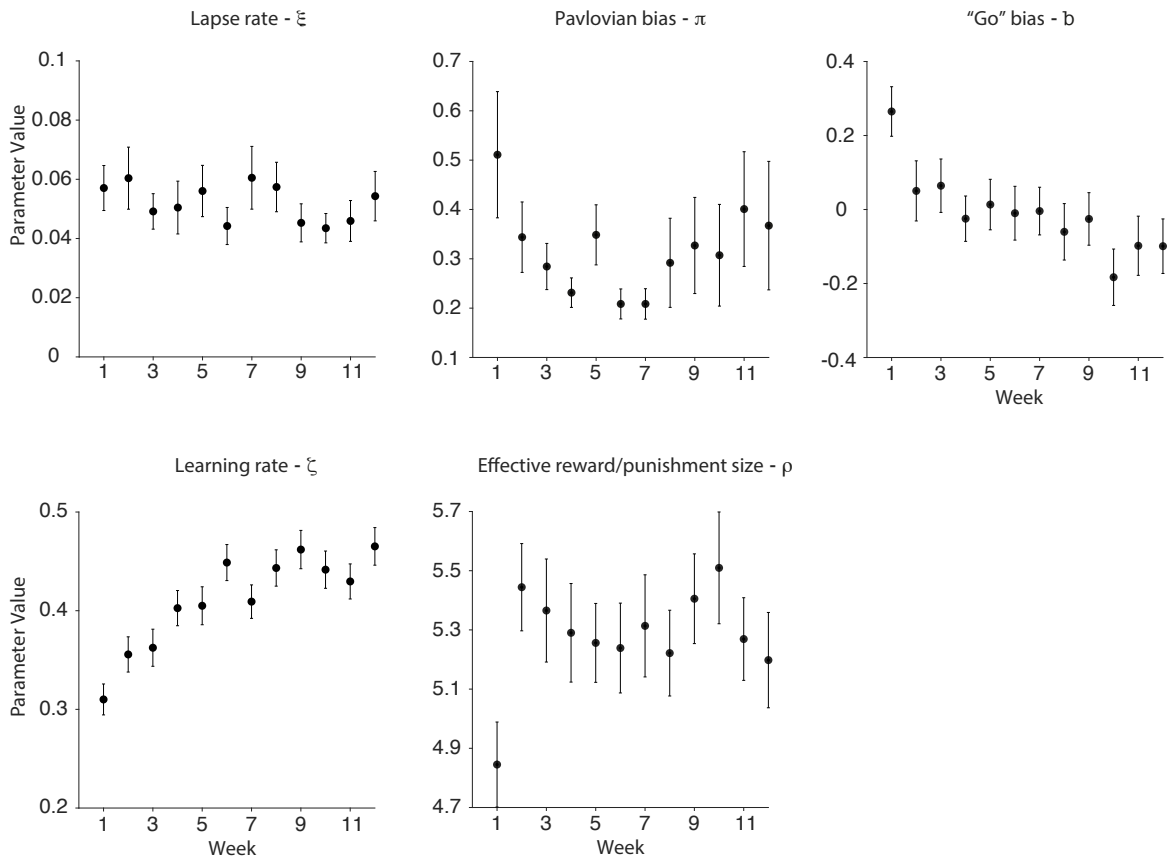 Lapse rate - ξ
Parameter Value
0.1
0.08
0.06
0.04
0.02
0
1 3 5 7 9 11
Pavlovian bias - π
0.7
0.6
0.5
0.4
0.3
0.2
0.1
1 3 5 7 9 11
“Go” bias - b
0.4
0.2
0
-0.2
-0.4
1 3 5 7 9 11
Week
Learning rate - ζ
Parameter Value
0.5
0.4
0.3
0.2
1 3 5 7 9 11
Week
Effective reward/punishment size - ρ
5.7
5.5
5.3
5.1
4.9
4.7
1 3 5 7 9 11
Week